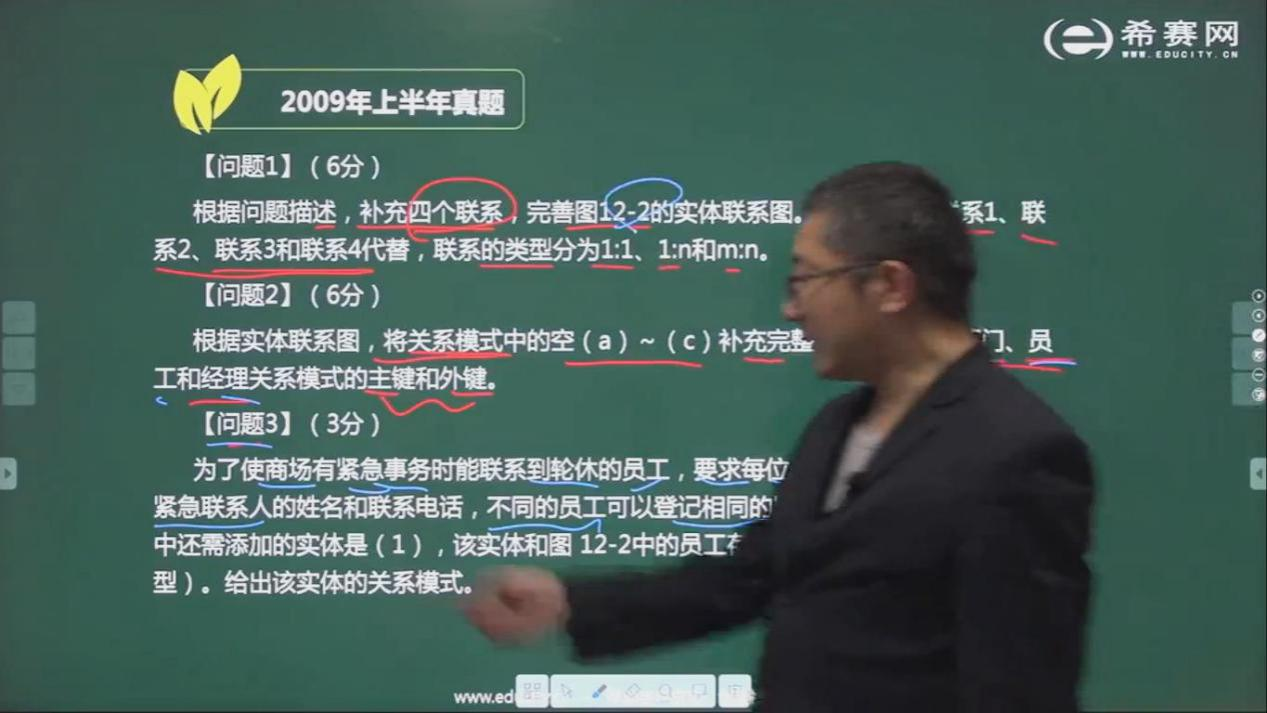 希赛网
WWW.EDUCITY.CN
2009年上半年真题
【问题1】（6分）
根据问题描述，补充四个联系，完善图12-2的实体联系图。 系1、联
系2、联系3和联系4代替，联系的类型分为1:1、1:n和m:n。
【问题2】（6分）
根据实体联系图，将关系模式中的空（a）~（c）补充完整 门、员
工和经理关系模式的主键和外键。
【问题3】（3分）
为了使商场有紧急事务时能联系到轮休的员工，要求每位
紧急联系人的姓名和联系电话，不同的员工可以登记相同的
中还需添加的实体是（1），该实体和图 12-2中的员工存
型）。给出该实体的关系模式。
www.edu